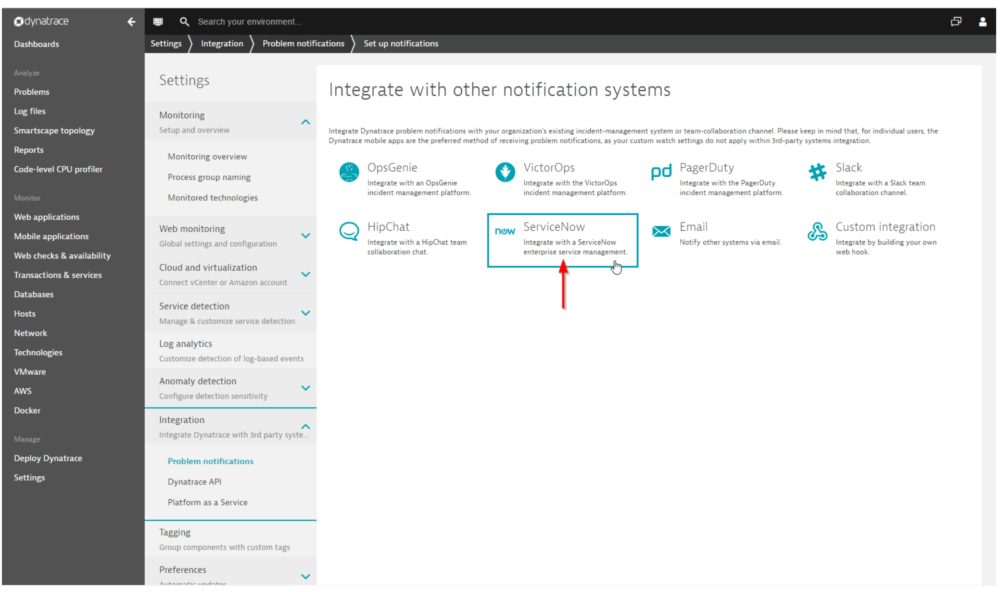 dynatrace
Search your environment...
Dashboards
Settings
Integration
Problem notifications
Set up notifications
Analyze
Problems
Log files
Smartscape topology
Reports
Code-level CPU profiler
Monitor
Web applications
Mobile applications
Web checks & availability
Transactions & services
Databases
Hosts
Network
Technologies
VMware
AWS
Docker
Manage
Deploy Dynatrace
Settings
Settings
Monitoring
Setup and overview
Monitoring overview
Process group naming
Monitored technologies
Web monitoring
Global settings and configuration
Cloud and virtualization
Connect vCenter or Amazon account
Service detection
Manage & customize service detection
Log analytics
Customize detection of log-based events
Anomaly detection
Configure detection sensitivity
Integration
Integrate Dynatrace with 3rd party syste...
Problem notifications
Dynatrace API
Platform as a Service
Tagging
Group components with custom tags
Preferences
Automatic updates
Integrate with other notification systems
Integrate Dynatrace problem notifications with your organization's existing incident-management system or team-collaboration channel. Please keep in mind that, for individual users, the
Dynatrace mobile apps are the preferred method of receiving problem notifications, as your custom watch settings do not apply within 3rd-party systems integration.
OpsGenie
Integrate with an OpsGenie
incident management platform.
VictorOps
Integrate with the VictorOps
incident management platform.
pd
PagerDuty
Integrate with the PagerDuty
incident management platform.
Slack
Integrate with a Slack team
collaboration channel.
HipChat
Integrate with a HipChat team
collaboration chat.
now
ServiceNow
Integrate with a ServiceNow
enterprise service management.
Email
Notify other systems via email.
Custom integration
Integrate by building your own
web hook.